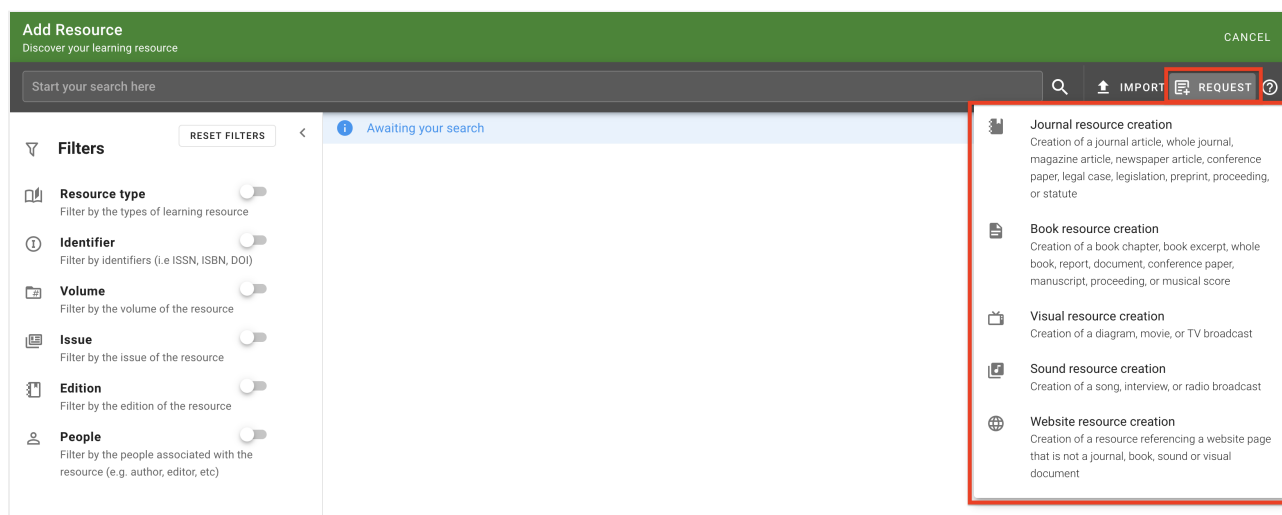 Add Resource
Discover your learning resource
CANCEL
Start your search here
IMPORT
REQUEST
RESET FILTERS
Filters
Resource type
Filter by the types of learning resource
Identifier
Filter by identifiers (i.e ISSN, ISBN, DOI)
Volume
Filter by the volume of the resource
Issue
Filter by the issue of the resource
Edition
Filter by the edition of the resource
People
Filter by the people associated with the
resource (e.g. author, editor, etc)
Awaiting your search
Journal resource creation
Creation of a journal article, whole journal,
magazine article, newspaper article, conference
paper, legal case, legislation, preprint, proceeding,
or statute
Book resource creation
Creation of a book chapter, book excerpt, whole
book, report, document, conference paper,
manuscript, proceeding, or musical score
Visual resource creation
Creation of a diagram, movie, or TV broadcast
Sound resource creation
Creation of a song, interview, or radio broadcast
Website resource creation
Creation of a resource referencing a website page
that is not a journal, book, sound or visual
document